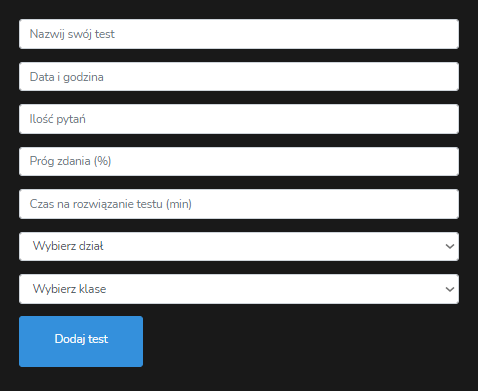 Nazwij swój test
Data i godzina
Ilość pytań
Próg zdania (%)
Czas na rozwiązanie testu (min)
Wybierz dział
Wybierz klase
Dodaj test